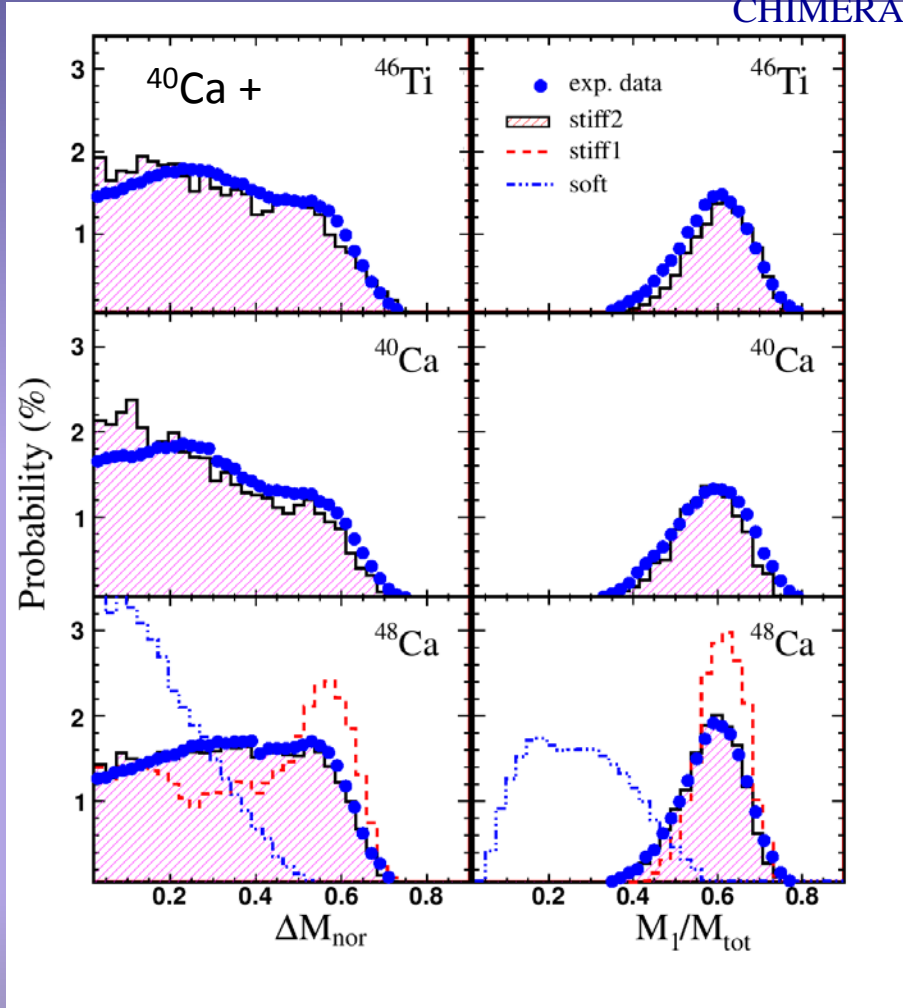 CHIMERA
⁴⁰Ca +
⁴⁶Ti
3
2
1
⁴⁶Ti
exp. data
stiff2
stiff1
soft
⁴⁰Ca
3
2
1
⁴⁰Ca
Probability (%)
⁴⁸Ca
3
2
1
⁴⁸Ca
0.2 0.4 0.6 0.8
0.2 0.4 0.6 0.8
ΔMₙₒᵣ
M₁/Mₜₒₜ